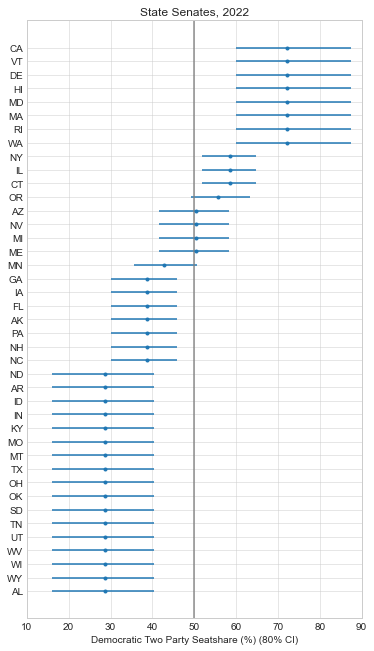 State Senates, 2022
CA
VT
DE
HI
MD
MA
RI
WA
NY
IL
CT
OR
AZ
NV
MI
ME
MN
GA
IA
FL
AK
PA
NH
NC
ND
AR
ID
IN
KY
MO
MT
TX
OH
OK
SD
TN
UT
WV
WI
WY
AL
10 20 30 40 50 60 70 80 90
Democratic Two Party Seatshare (%) (80% CI)